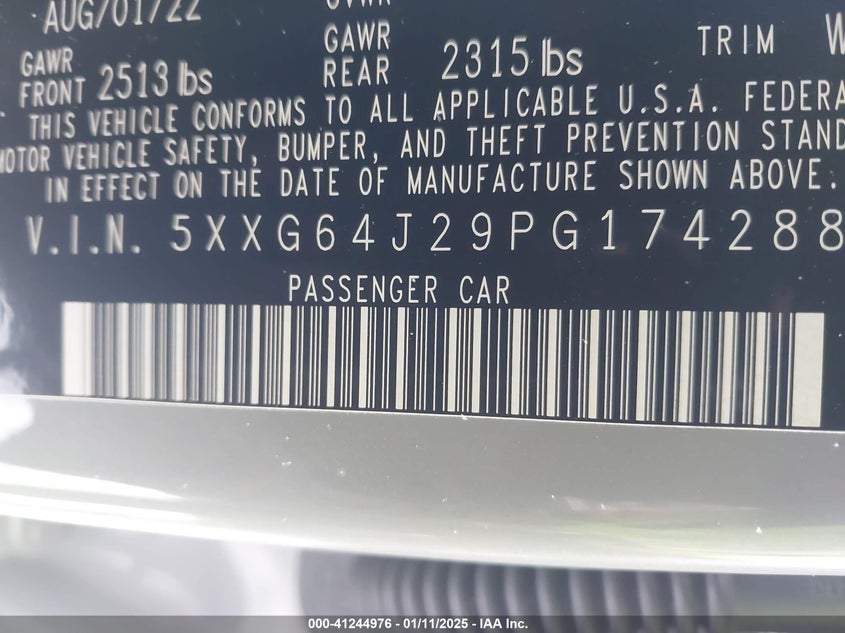 AUG/01/22 GVWR
GAWR FRONT 2513 lbs GAWR REAR 2315 lbs TRIM W
THIS VEHICLE CONFORMS TO ALL APPLICABLE U.S.A. FEDERA
MOTOR VEHICLE SAFETY, BUMPER, AND THEFT PREVENTION STAND
IN EFFECT ON THE DATE OF MANUFACTURE SHOWN ABOVE.
V.I.N. 5XXG64J29PG174288
PASSENGER CAR
000-41244976 - 01/11/2025 - IAA Inc.